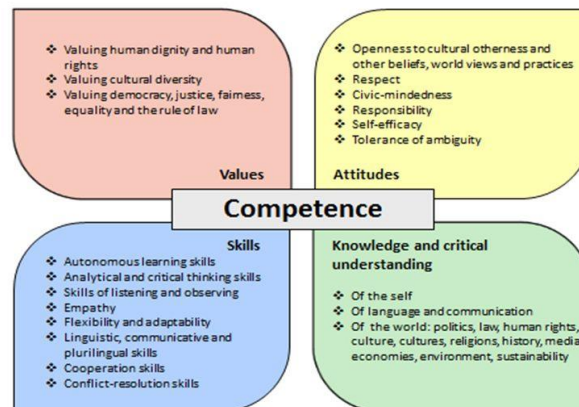 ❖ Valuing human dignity and human
rights
❖ Valuing cultural diversity
❖ Valuing democracy, justice, fairness,
equality and the rule of law
Values
❖ Openness to cultural otherness and
other beliefs, world views and practices
❖ Respect
❖ Civic-mindedness
❖ Responsibility
❖ Self-efficacy
❖ Tolerance of ambiguity
Attitudes
Competence
Skills
❖ Autonomous learning skills
❖ Analytical and critical thinking skills
❖ Skills of listening and observing
❖ Empathy
❖ Flexibility and adaptability
❖ Linguistic, communicative and
plurilingual skills
❖ Cooperation skills
❖ Conflict-resolution skills
Knowledge and critical
understanding
❖ Of the self
❖ Of language and communication
❖ Of the world: politics, law, human rights,
culture, cultures, religions, history, media,
economies, environment, sustainability